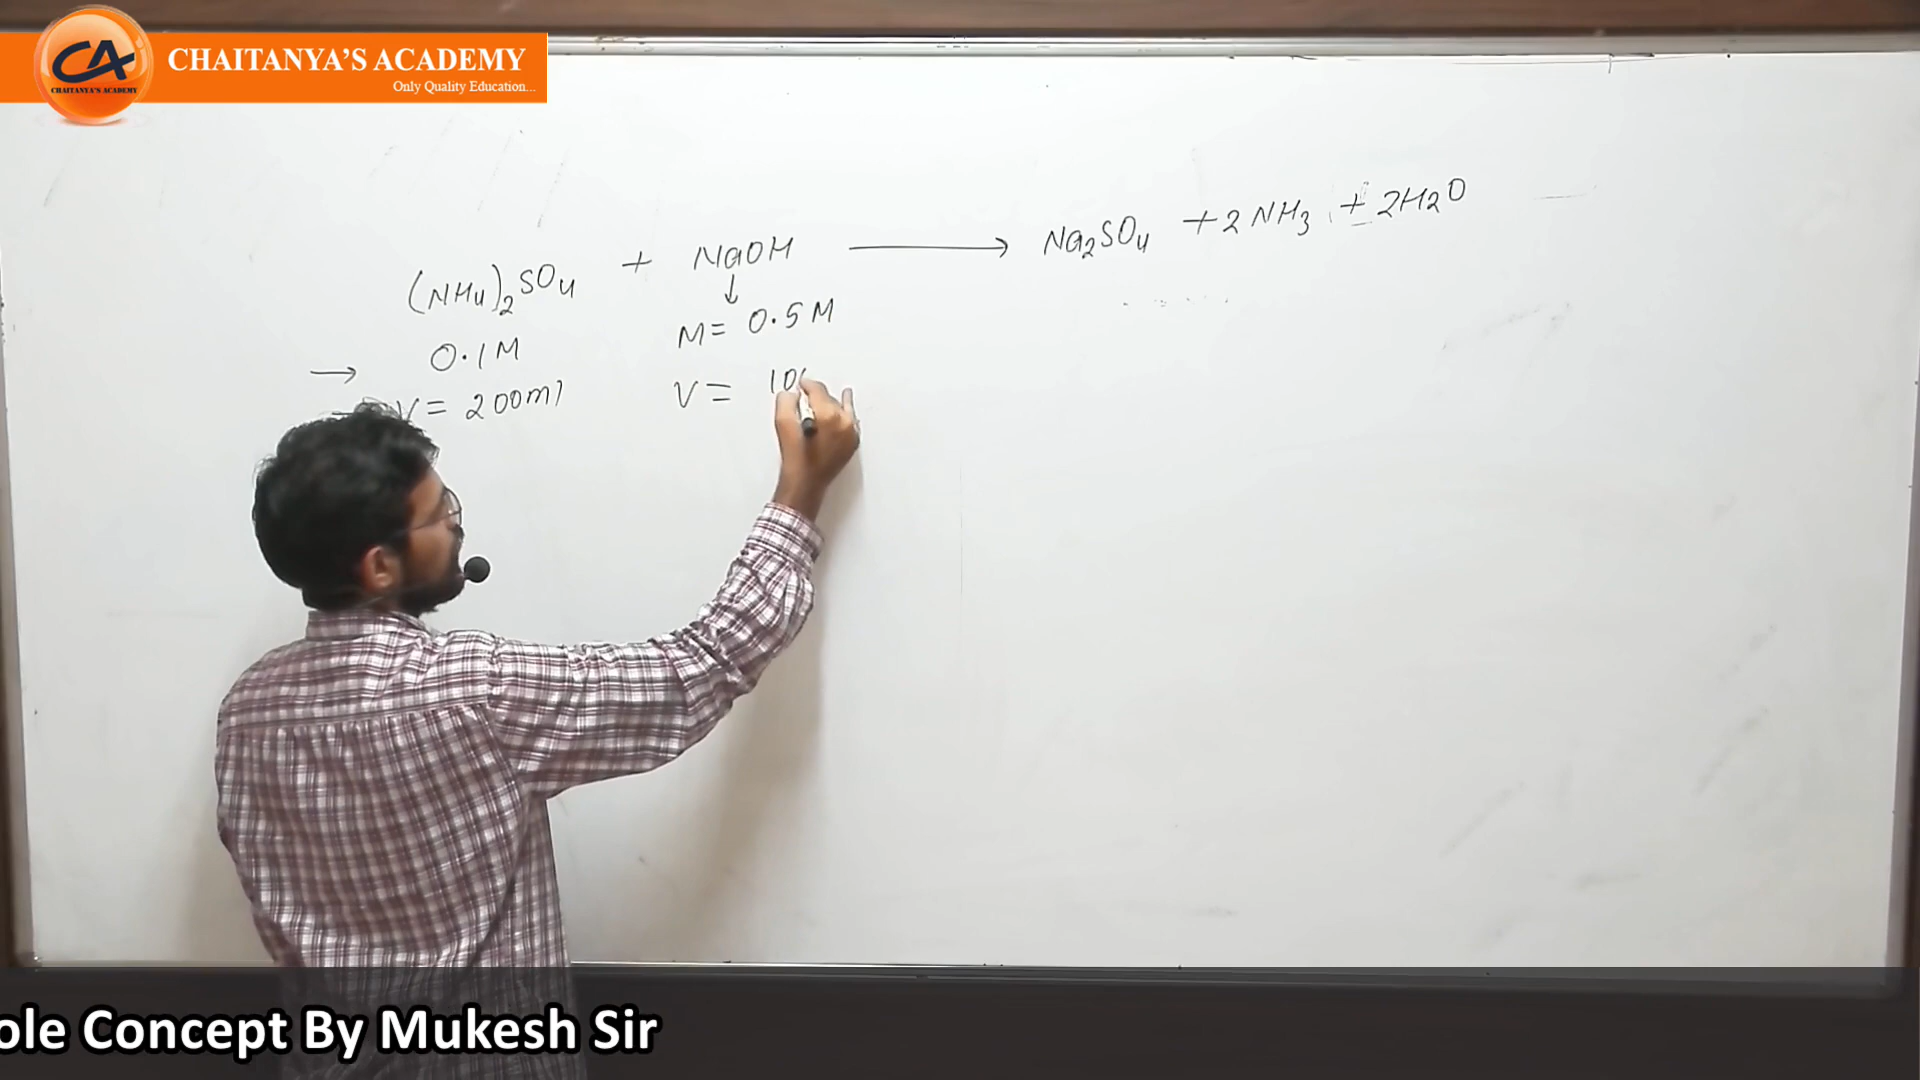 CA
CHAITANYA'S ACADEMY
CHAITANYA'S ACADEMY
Only Quality Education...
(NH4)2SO4 + NaOH ⟶ Na2SO4 + 2NH3 + 2H2O
↓
→ 0.1M M = 0.5M
V = 200ml V = 10
ole Concept By Mukesh Sir